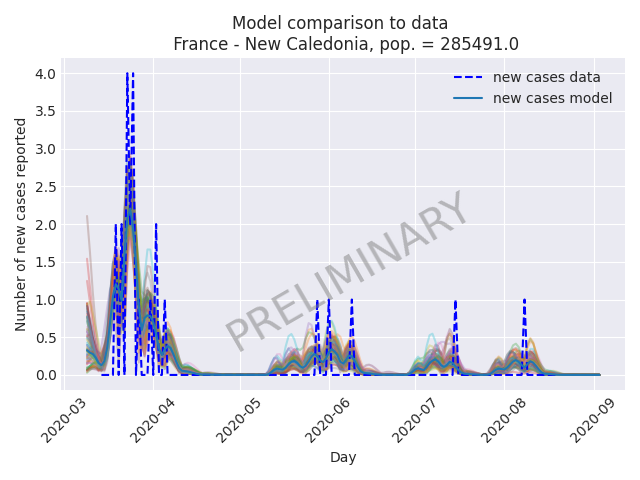 Model comparison to data
France - New Caledonia, pop. = 285491.0
new cases data
new cases model
Number of new cases reported
4.0
3.5
3.0
2.5
2.0
1.5
1.0
0.5
0.0
PRELIMINARY
2020-03
2020-04
2020-05
2020-06
2020-07
2020-08
2020-09
Day